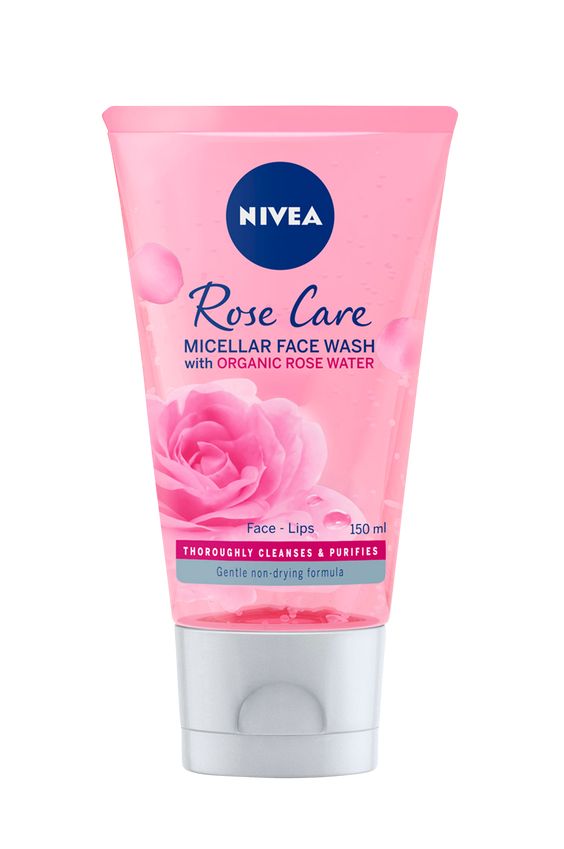 NIVEA
Rose Care
MICELLAR FACE WASH
with ORGANIC ROSE WATER
Face - Lips
150 ml
THOROUGHLY CLEANSES & PURIFIES
Gentle non-drying formula